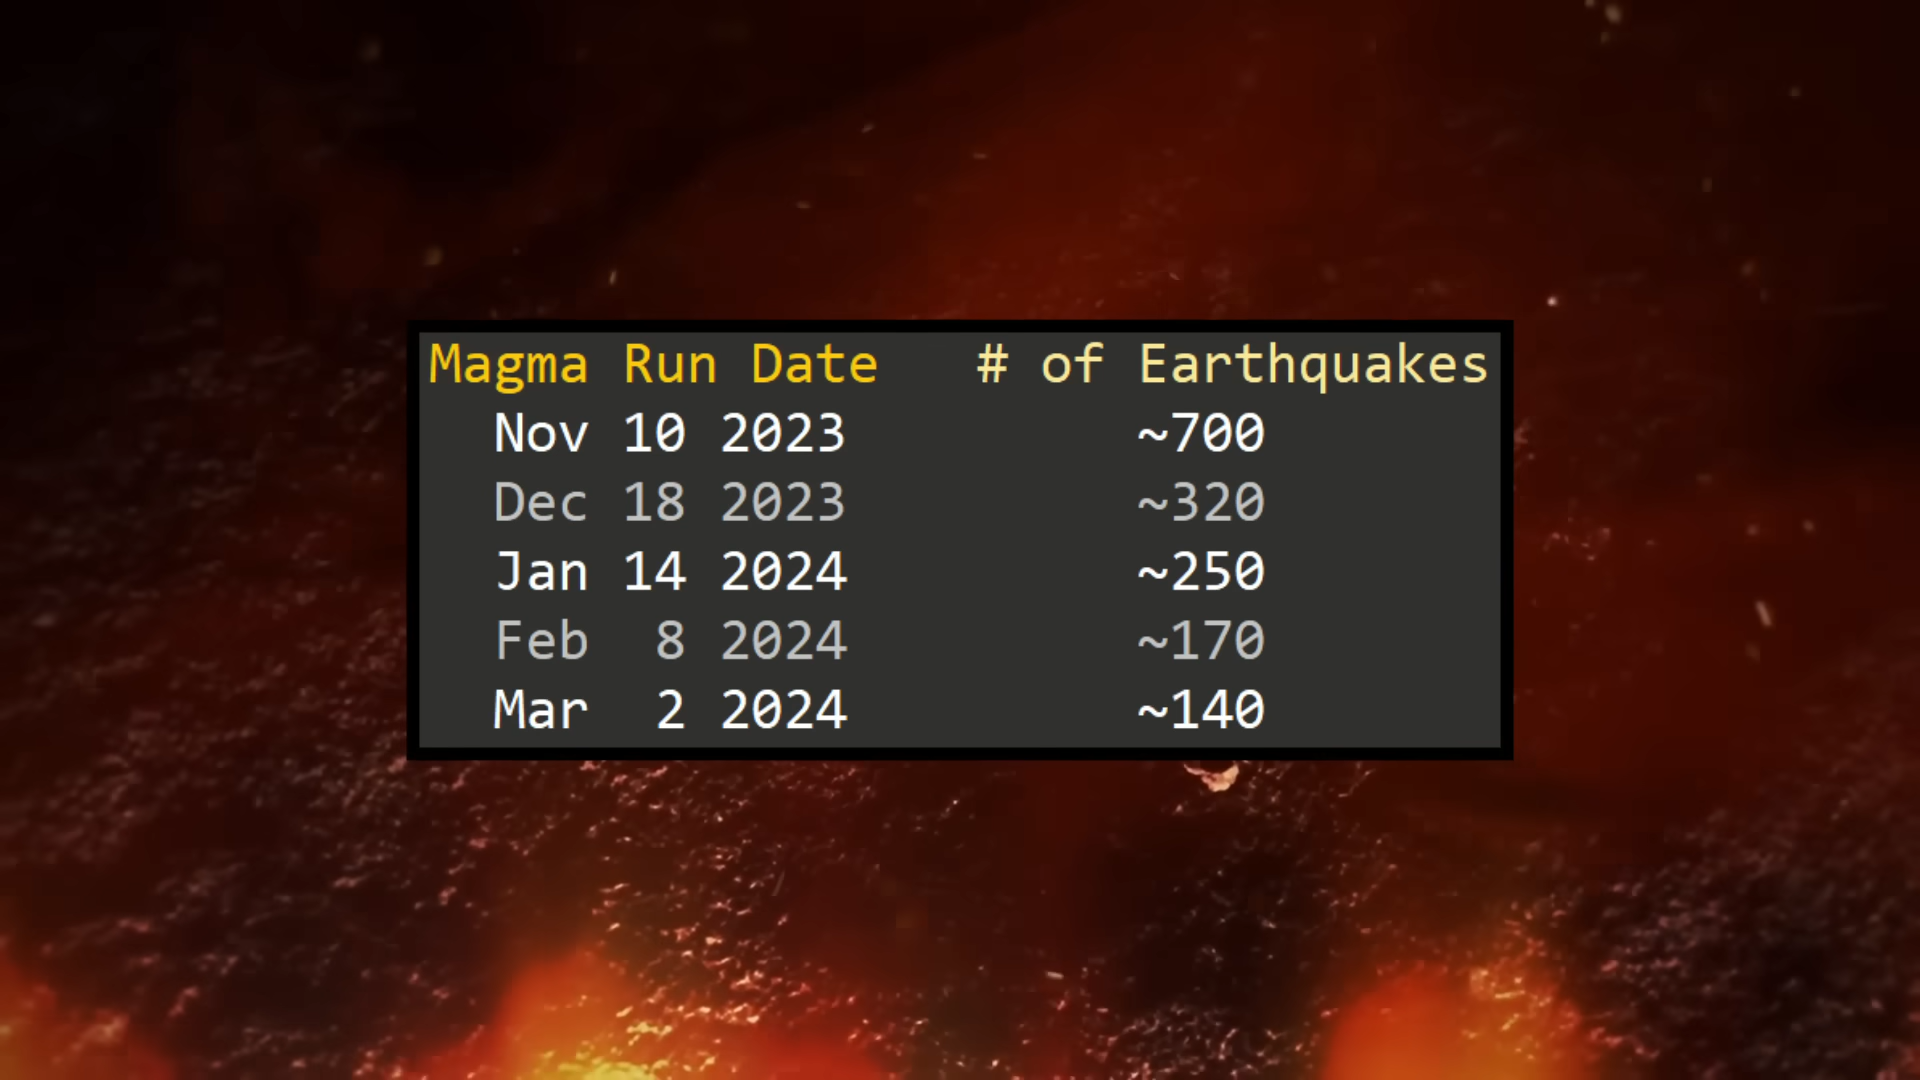 Magma Run Date # of Earthquakes
Nov 10 2023 ~700
Dec 18 2023 ~320
Jan 14 2024 ~250
Feb 8 2024 ~170
Mar 2 2024 ~140